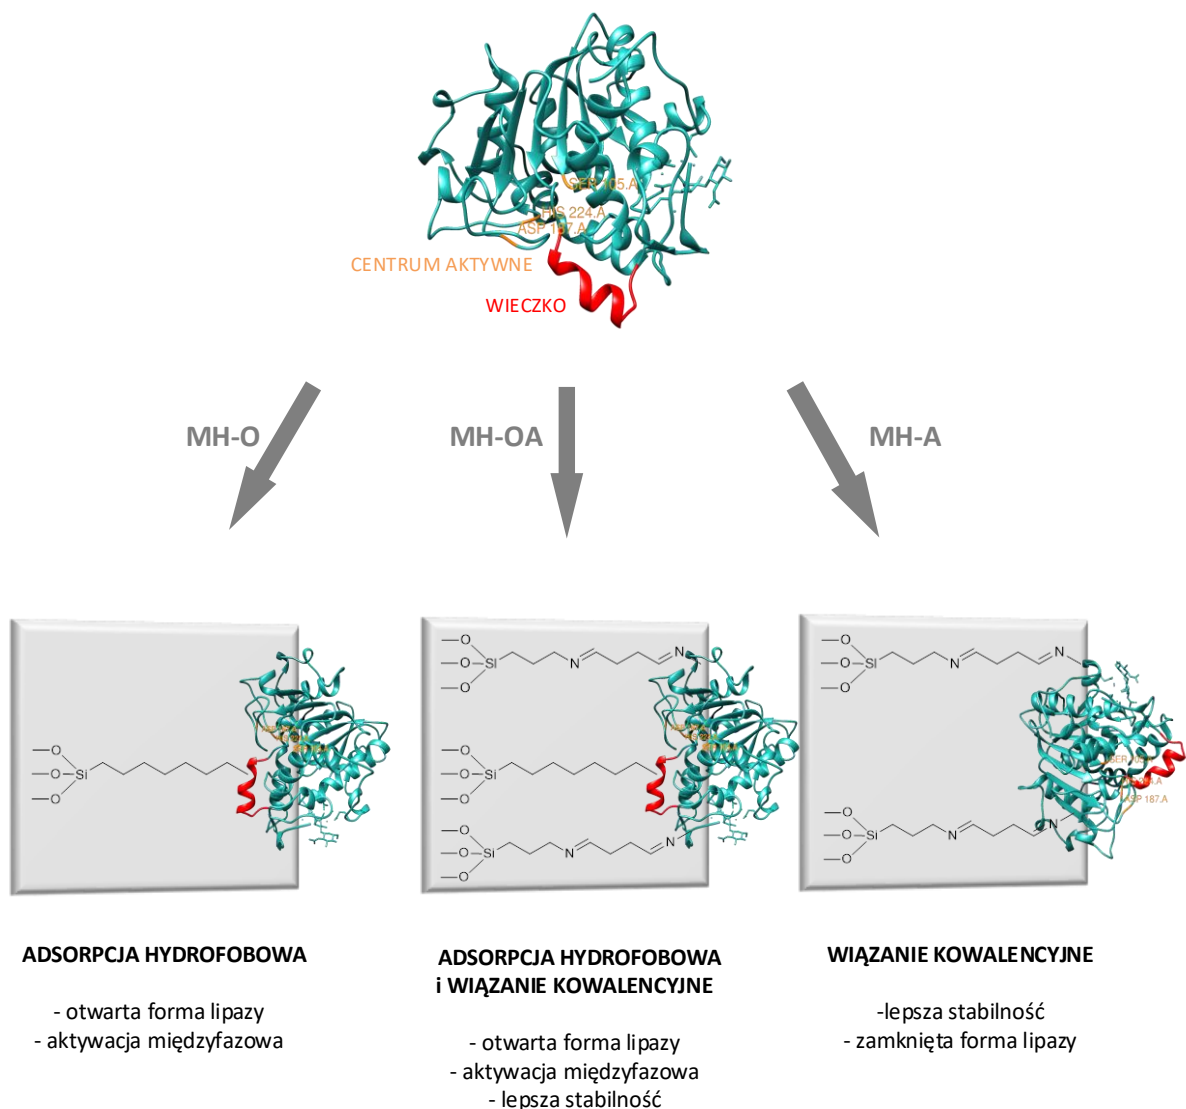 SER 105.A
HIS 224.A
ASP 187.A
CENTRUM AKTYWNE
WIECZKO
MH-O
MH-OA
MH-A
O
O
Si
O
O
O
Si
N
N
O
O
Si
O
O
O
Si
N
N
O
O
O
Si
N
N
O
O
O
Si
N
N
O
ASP 187.A
ADSORPCJA HYDROFOBOWA
- otwarta forma lipazy
- aktywacja międzyfazowa
ADSORPCJA HYDROFOBOWA
i WIĄZANIE KOWALENCYJNE
- otwarta forma lipazy
- aktywacja międzyfazowa
- lepsza stabilność
WIĄZANIE KOWALENCYJNE
-lepsza stabilność
- zamknięta forma lipazy